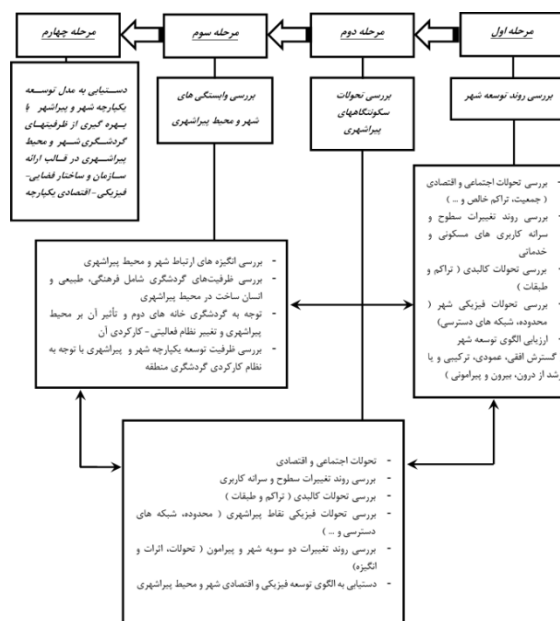 مرحله اول
مرحله دوم
مرحله سوم
مرحله چهارم
بررسی روند توسعه شهر
بررسی تحولات
سکونتگاههای
پیراشهری
بررسی وابستگی های
شهر و محیط پیراشهری
دستیابی به مدل توسعه
یکپارچه شهر و پیراشهر با
بهره گیری از ظرفیتهای
گردشگری شهر و محیط
پیراشهری در قالب ارائه
سازمان و ساختار فضایی-
فیزیکی- اقتصادی یکپارچه
- بررسی تحولات اجتماعی و اقتصادی
( جمعیت، تراکم خالص و ... )
- بررسی روند تغییرات سطوح و
سرانه کاربری های مسکونی و
خدماتی
- بررسی تحولات کالبدی ( تراکم و
طبقات )
- بررسی تحولات فیزیکی شهر (
محدوده، شبکه های دسترسی)
- ارزیابی الگوی توسعه شهر
گسترش افقی، عمودی، ترکیبی و یا
رشد از درون، بیرون و پیرامونی )
- بررسی انگیزه های ارتباط شهر و محیط پیراشهری
- بررسی ظرفیت‌های گردشگری شامل فرهنگی، طبیعی و
انسان ساخت در محیط پیراشهری
- توجه به گردشگری خانه های دوم و تأثیر آن بر محیط
پیراشهری و تغییر نظام فعالیتی- کارکردی آن
- بررسی ظرفیت توسعه یکپارچه شهر و پیراشهری با توجه به
نظام کارکردی گردشگری منطقه
- تحولات اجتماعی و اقتصادی
- بررسی روند تغییرات سطوح و سرانه کاربری
- بررسی تحولات کالبدی ( تراکم و طبقات )
- بررسی تحولات فیزیکی نقاط پیراشهری ( محدوده، شبکه های
دسترسی و ... )
- بررسی روند تغییرات دو سویه شهر و پیرامون ( تحولات، اثرات و
انگیزه)
- دستیابی به الگوی توسعه فیزیکی و اقتصادی شهر و محیط پیراشهری